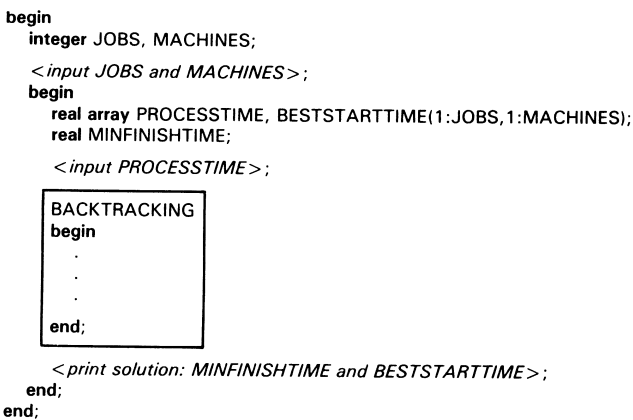 begin
integer JOBS, MACHINES;
<input JOBS and MACHINES>;
begin
real array PROCESSTIME, BESTSTARTTIME(1:JOBS,1:MACHINES);
real MINFINISHTIME;
<input PROCESSTIME>;
BACKTRACKING
begin
.
.
.
end;
<print solution: MINFINISHTIME and BESTSTARTTIME>;
end;
end;